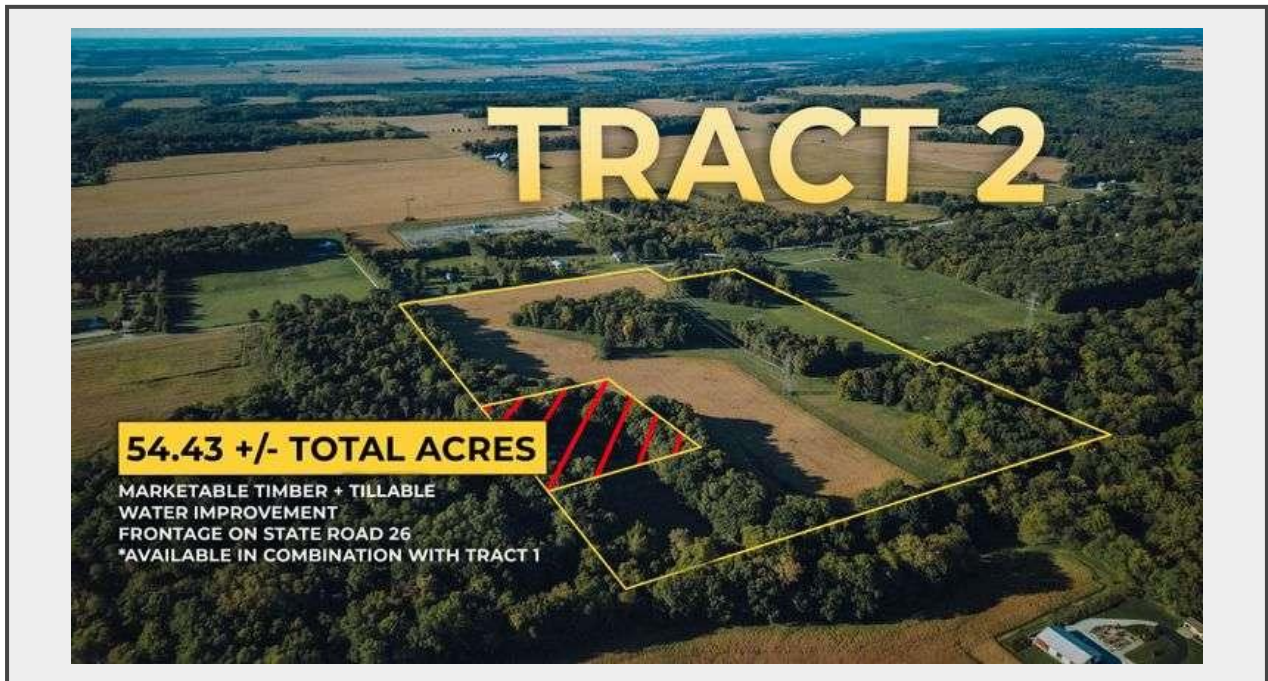 TRACT 2
54.43 +/- TOTAL ACRES
MARKETABLE TIMBER + TILLABLE
WATER IMPROVEMENT
FRONTAGE ON STATE ROAD 26
*AVAILABLE IN COMBINATION WITH TRACT 1